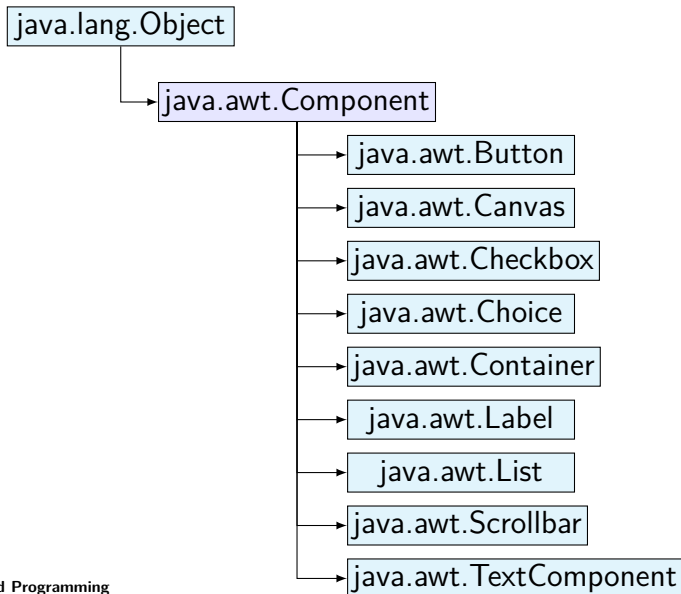 java.lang.Object
java.awt.Component
java.awt.Button
java.awt.Canvas
java.awt.Checkbox
java.awt.Choice
java.awt.Container
java.awt.Label
java.awt.List
java.awt.Scrollbar
java.awt.TextComponent
d Programming